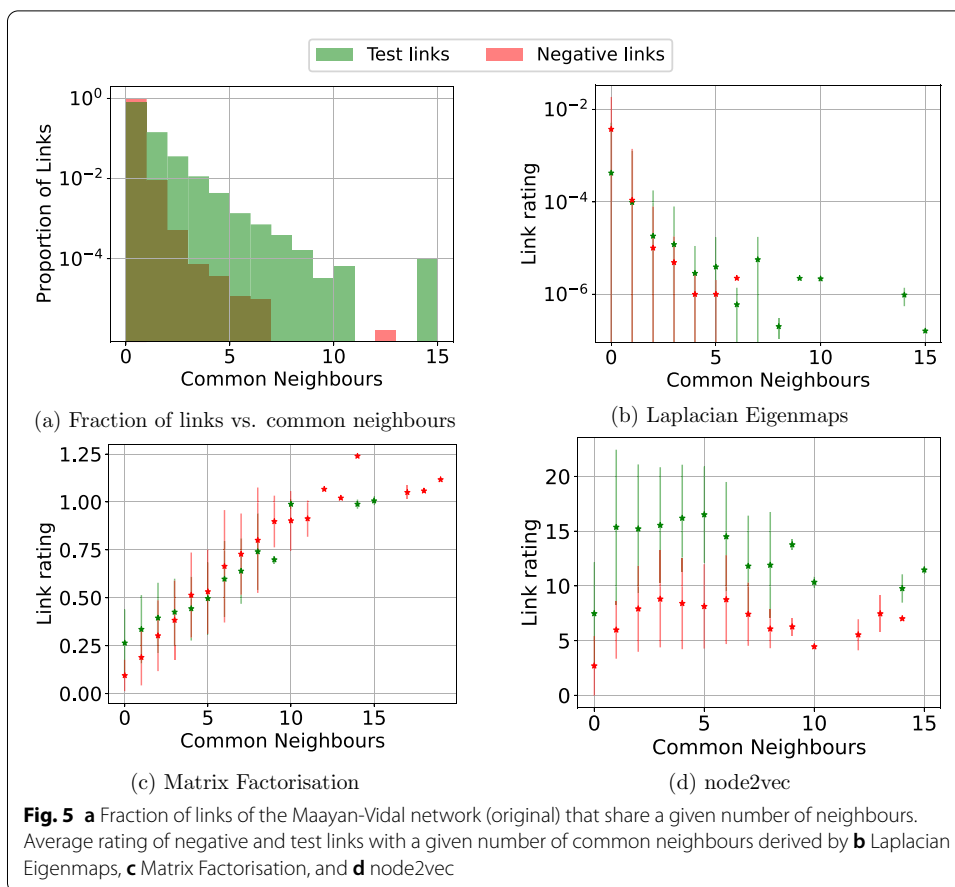 Test links Negative links
10^0
10^-2
10^-4
Proportion of Links
0 5 10 15
Common Neighbours
(a) Fraction of links vs. common neighbours
10^-2
10^-4
10^-6
Link rating
0 5 10 15
Common Neighbours
(b) Laplacian Eigenmaps
1.25
1.00
0.75
0.50
0.25
0.00
Link rating
0 5 10 15
Common Neighbours
(c) Matrix Factorisation
20
15
10
5
0
Link rating
0 5 10 15
Common Neighbours
(d) node2vec
Fig. 5 a Fraction of links of the Maayan-Vidal network (original) that share a given number of neighbours.
Average rating of negative and test links with a given number of common neighbours derived by b Laplacian
Eigenmaps, c Matrix Factorisation, and d node2vec